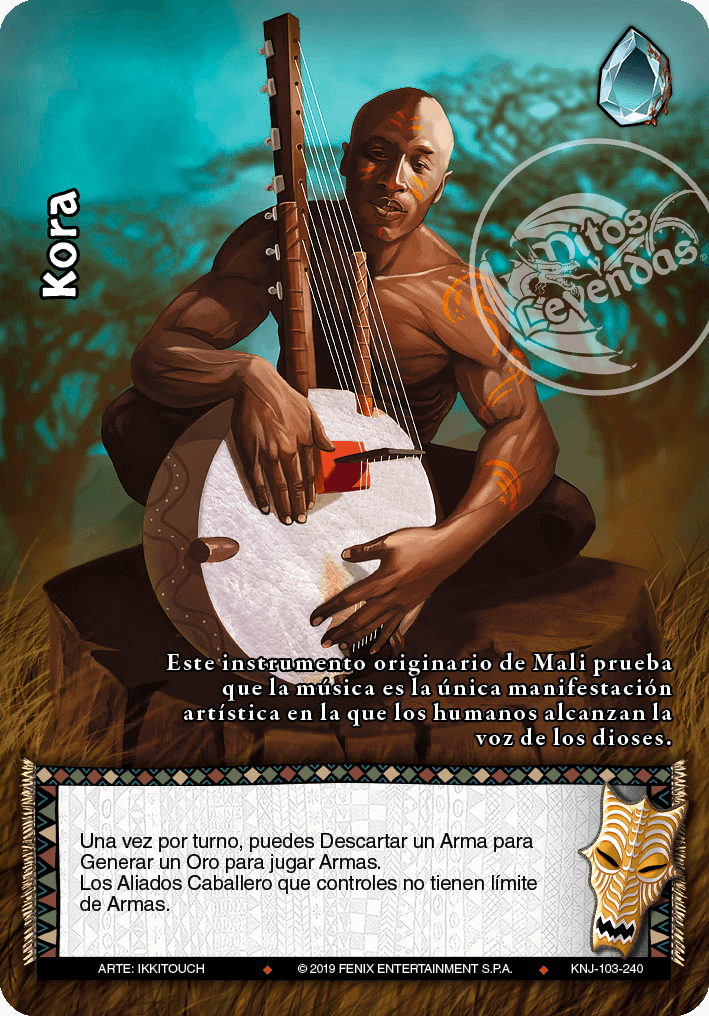 Kora
Mitos
y
Leyendas
Este instrumento originario de Mali prueba
que la música es la única manifestación
artística en la que los humanos alcanzan la
voz de los dioses.
Una vez por turno, puedes Descartar un Arma para
Generar un Oro para jugar Armas.
Los Aliados Caballero que controles no tienen límite
de Armas.
ARTE: IKKITOUCH ◆ © 2019 FENIX ENTERTAINMENT S.P.A. ◆ KNJ-103-240